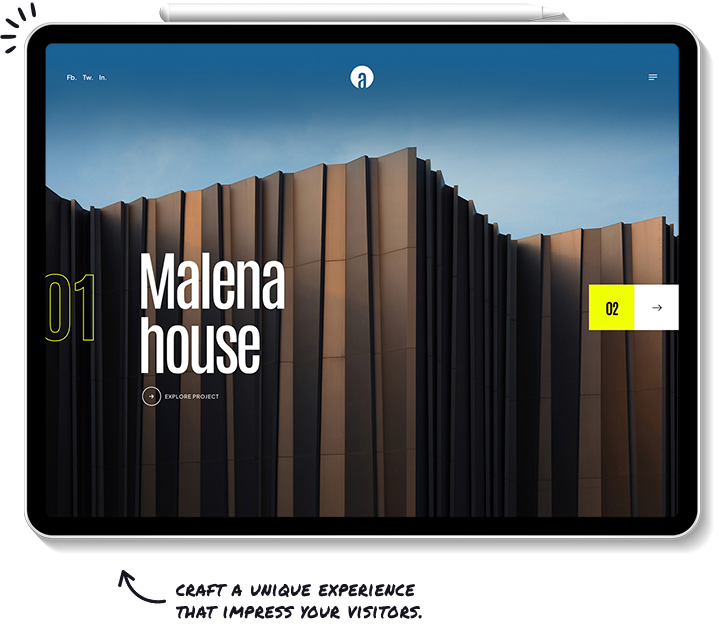 Fb. Tw. In.
a
01
Malena
house
EXPLORE PROJECT
02
CRAFT A UNIQUE EXPERIENCE
THAT IMPRESS YOUR VISITORS.